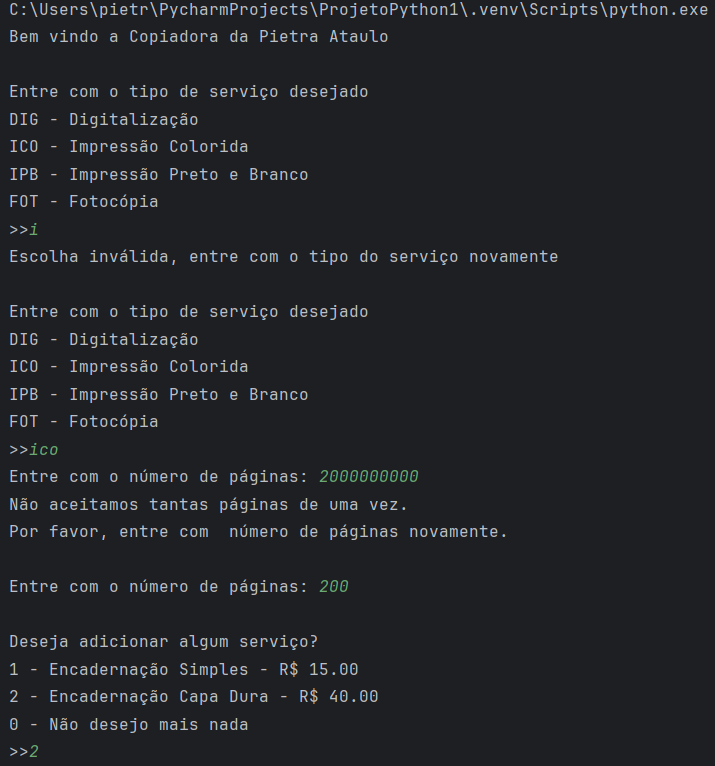 C:\Users\pietr\PycharmProjects\ProjetoPython1\.venv\Scripts\python.exe
Bem vindo a Copiadora da Pietra Ataulo
Entre com o tipo de serviço desejado
DIG - Digitalização
ICO - Impressão Colorida
IPB - Impressão Preto e Branco
FOT - Fotocópia
>>i
Escolha inválida, entre com o tipo do serviço novamente
Entre com o tipo de serviço desejado
DIG - Digitalização
ICO - Impressão Colorida
IPB - Impressão Preto e Branco
FOT - Fotocópia
>>ico
Entre com o número de páginas: 2000000000
Não aceitamos tantas páginas de uma vez.
Por favor, entre com  número de páginas novamente.
Entre com o número de páginas: 200
Deseja adicionar algum serviço?
1 - Encadernação Simples - R$ 15.00
2 - Encadernação Capa Dura - R$ 40.00
0 - Não desejo mais nada
>>2